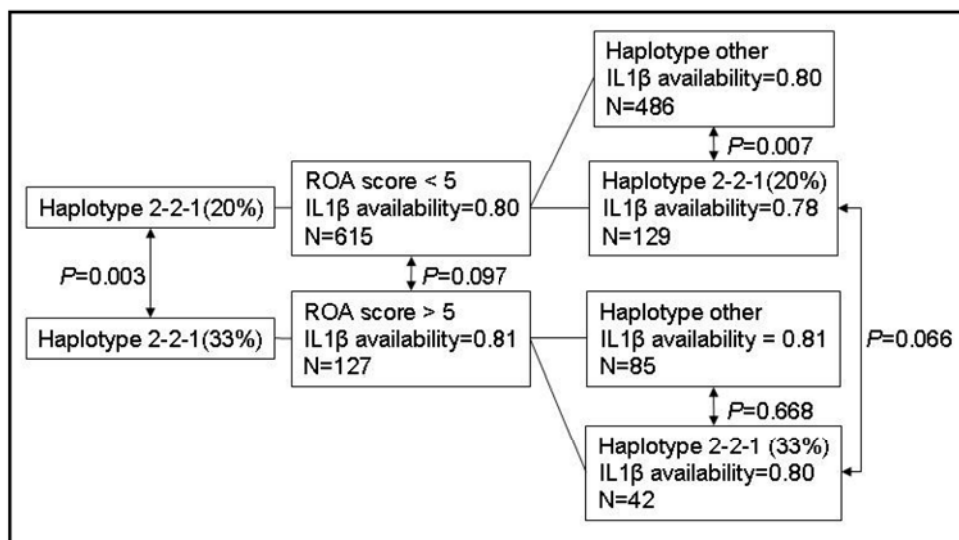 Haplotype other
IL1β availability=0.80
N=486
P=0.007
Haplotype 2-2-1(20%)
ROA score < 5
IL1β availability=0.80
N=615
Haplotype 2-2-1(20%)
IL1β availability=0.78
N=129
P=0.003
P=0.097
Haplotype 2-2-1(33%)
ROA score > 5
IL1β availability=0.81
N=127
Haplotype other
IL1β availability = 0.81
N=85
P=0.066
P=0.668
Haplotype 2-2-1 (33%)
IL1β availability=0.80
N=42